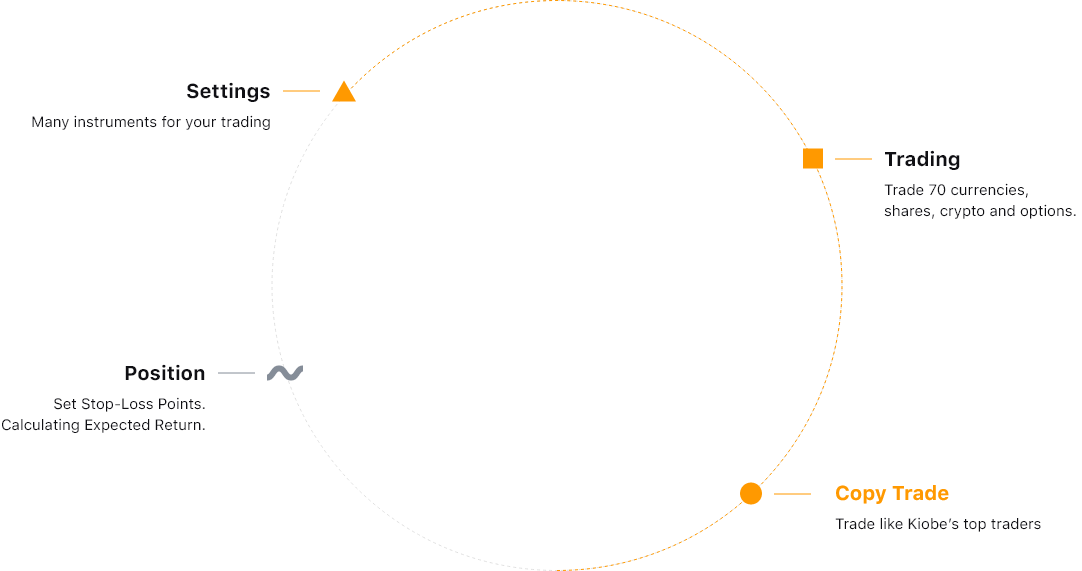 Settings
Many instruments for your trading
Trading
Trade 70 currencies,
shares, crypto and options.
Position
Set Stop-Loss Points.
Calculating Expected Return.
Copy Trade
Trade like Kiobe's top traders